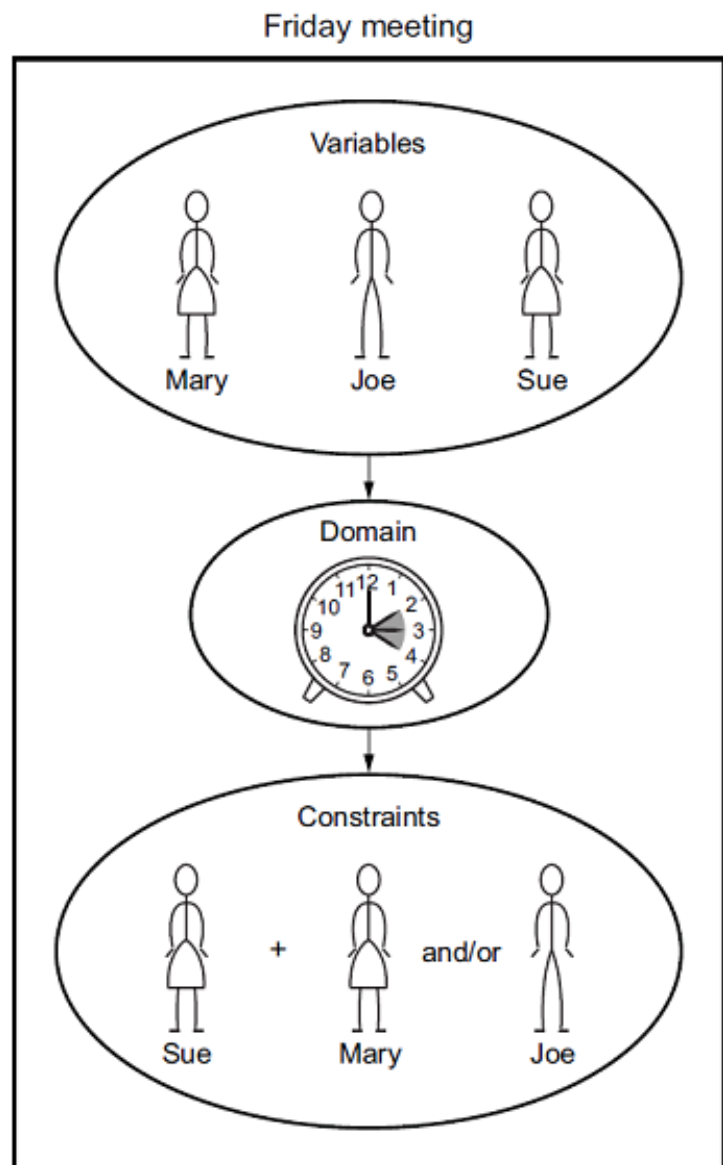 Friday meeting
Variables
Mary Joe Sue
Domain
12
11 1
10 2
9 3
8 4
7 5
6
Constraints
+ and/or
Sue Mary Joe